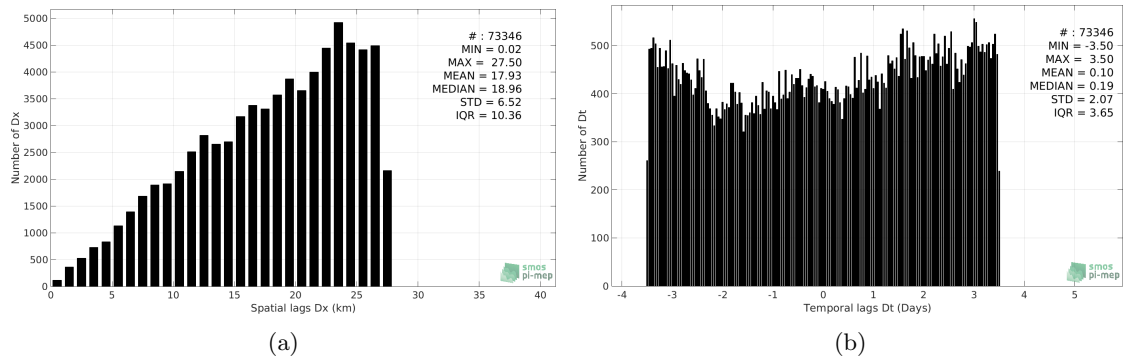 5000
4500
4000
3500
3000
2500
2000
1500
1000
500
0
Number of Dx
# : 73346
MIN = 0.02
MAX = 27.50
MEAN = 17.93
MEDIAN = 18.96
STD = 6.52
IQR = 10.36
smos
pi-mep
0 5 10 15 20 25 30 35 40
Spatial lags Dx (km)
(a)
500
400
300
200
100
0
Number of Dt
# : 73346
MIN = -3.50
MAX = 3.50
MEAN = 0.10
MEDIAN = 0.19
STD = 2.07
IQR = 3.65
smos
pi-mep
-4 -3 -2 -1 0 1 2 3 4 5
Temporal lags Dt (Days)
(b)